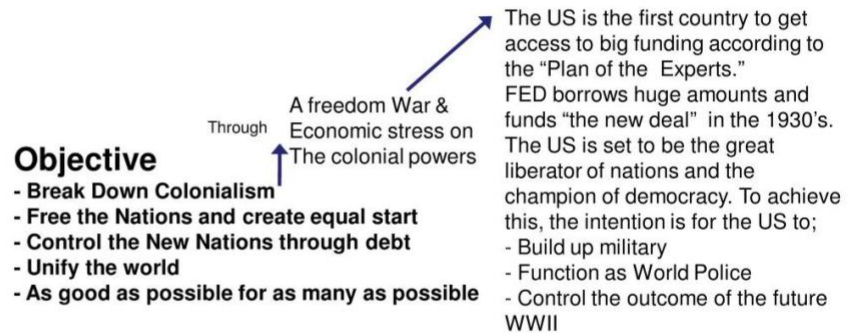 The US is the first country to get
access to big funding according to
the “Plan of the Experts.”
FED borrows huge amounts and
funds “the new deal” in the 1930’s.
The US is set to be the great
liberator of nations and the
champion of democracy. To achieve
this, the intention is for the US to;
- Build up military
- Function as World Police
- Control the outcome of the future
WWII
Through
A freedom War &
Economic stress on
The colonial powers
Objective
- Break Down Colonialism
- Free the Nations and create equal start
- Control the New Nations through debt
- Unify the world
- As good as possible for as many as possible